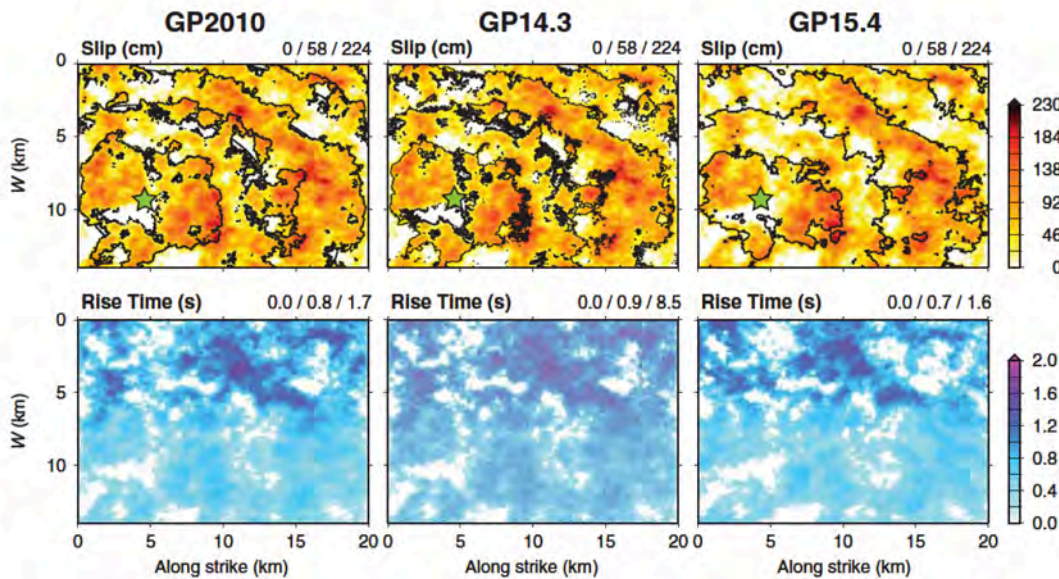 GP2010 GP14.3 GP15.4
Slip (cm) 0 / 58 / 224 Slip (cm) 0 / 58 / 224 Slip (cm) 0 / 58 / 224
0
5
10
W (km)
230
184
138
92
46
0
Rise Time (s) 0.0 / 0.8 / 1.7 Rise Time (s) 0.0 / 0.9 / 8.5 Rise Time (s) 0.0 / 0.7 / 1.6
0
5
10
W (km)
2.0
1.6
1.2
0.8
0.4
0.0
0 5 10 15 20 0 5 10 15 20 0 5 10 15 20
Along strike (km) Along strike (km) Along strike (km)